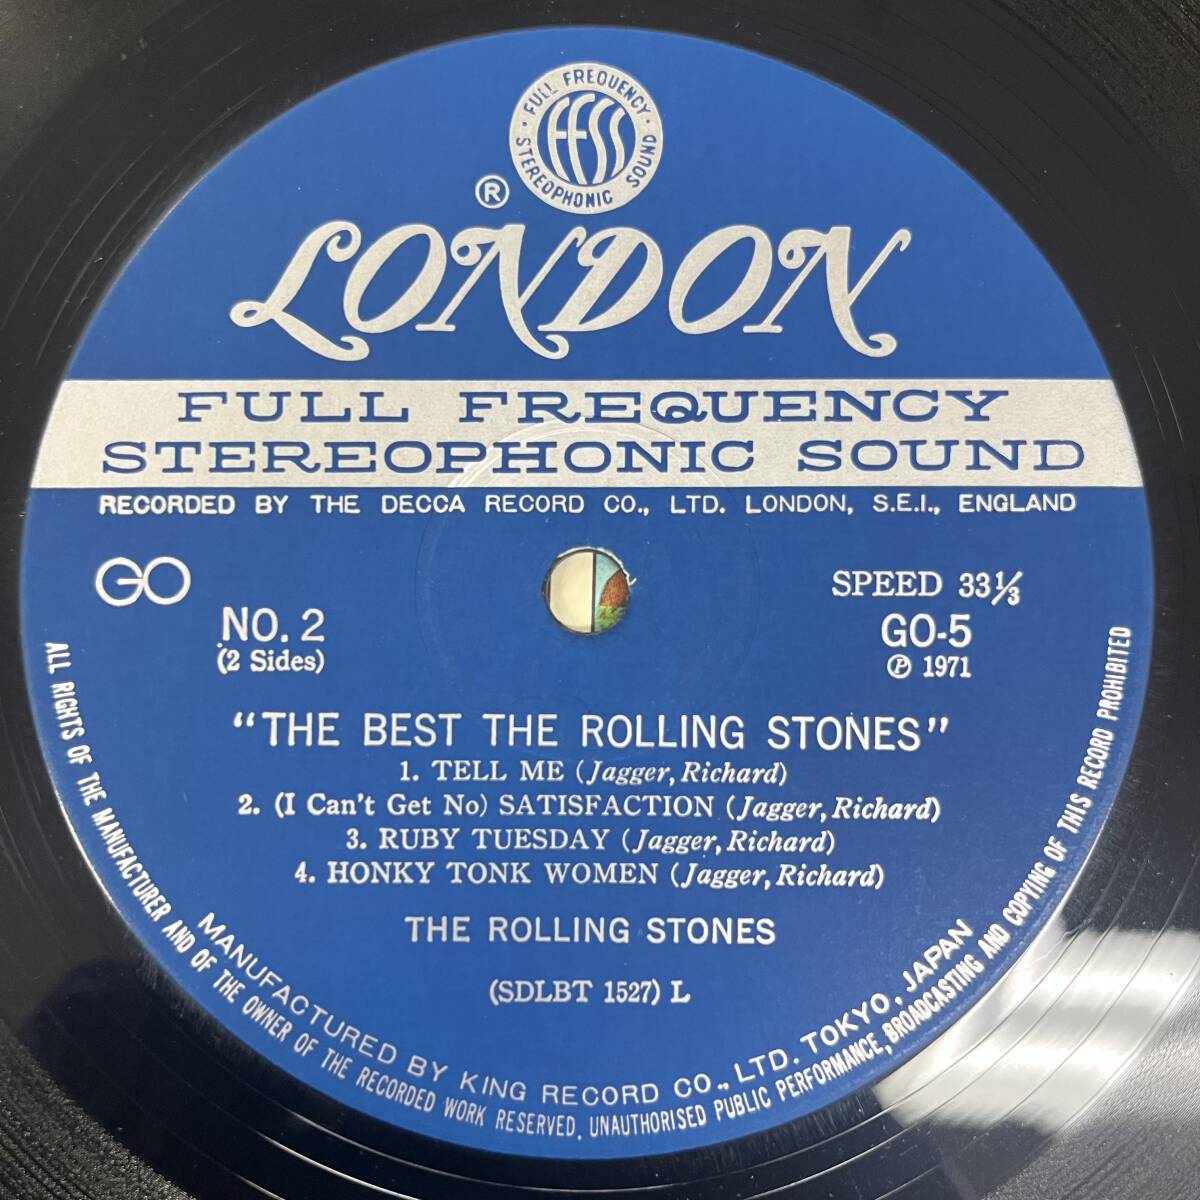 FULL FREQUENCY
STEREOPHONIC SOUND
FFSS
®
LONDON
FULL FREQUENCY
STEREOPHONIC SOUND
RECORDED BY THE DECCA RECORD CO., LTD. LONDON, S.E.I., ENGLAND
GO
NO. 2
(2 Sides)
SPEED 33⅓
GO-5
℗ 1971
"THE BEST THE ROLLING STONES"
1. TELL ME (Jagger, Richard)
2. (I Can't Get No) SATISFACTION (Jagger, Richard)
3. RUBY TUESDAY (Jagger, Richard)
4. HONKY TONK WOMEN (Jagger, Richard)
THE ROLLING STONES
(SDLBT 1527) L
MANUFACTURED BY KING RECORD CO., LTD. TOKYO, JAPAN
ALL RIGHTS OF THE MANUFACTURER AND OF THE OWNER OF THE RECORDED WORK RESERVED. UNAUTHORISED PUBLIC PERFORMANCE, BROADCASTING AND COPYING OF THIS RECORD PROHIBITED